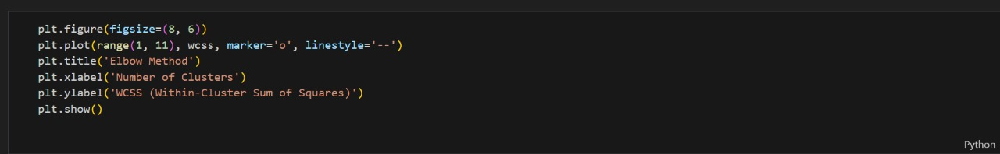 plt.figure(figsize=(8, 6))
plt.plot(range(1, 11), wcss, marker='o', linestyle='--')
plt.title('Elbow Method')
plt.xlabel('Number of Clusters')
plt.ylabel('WCSS (Within-Cluster Sum of Squares)')
plt.show()
Python